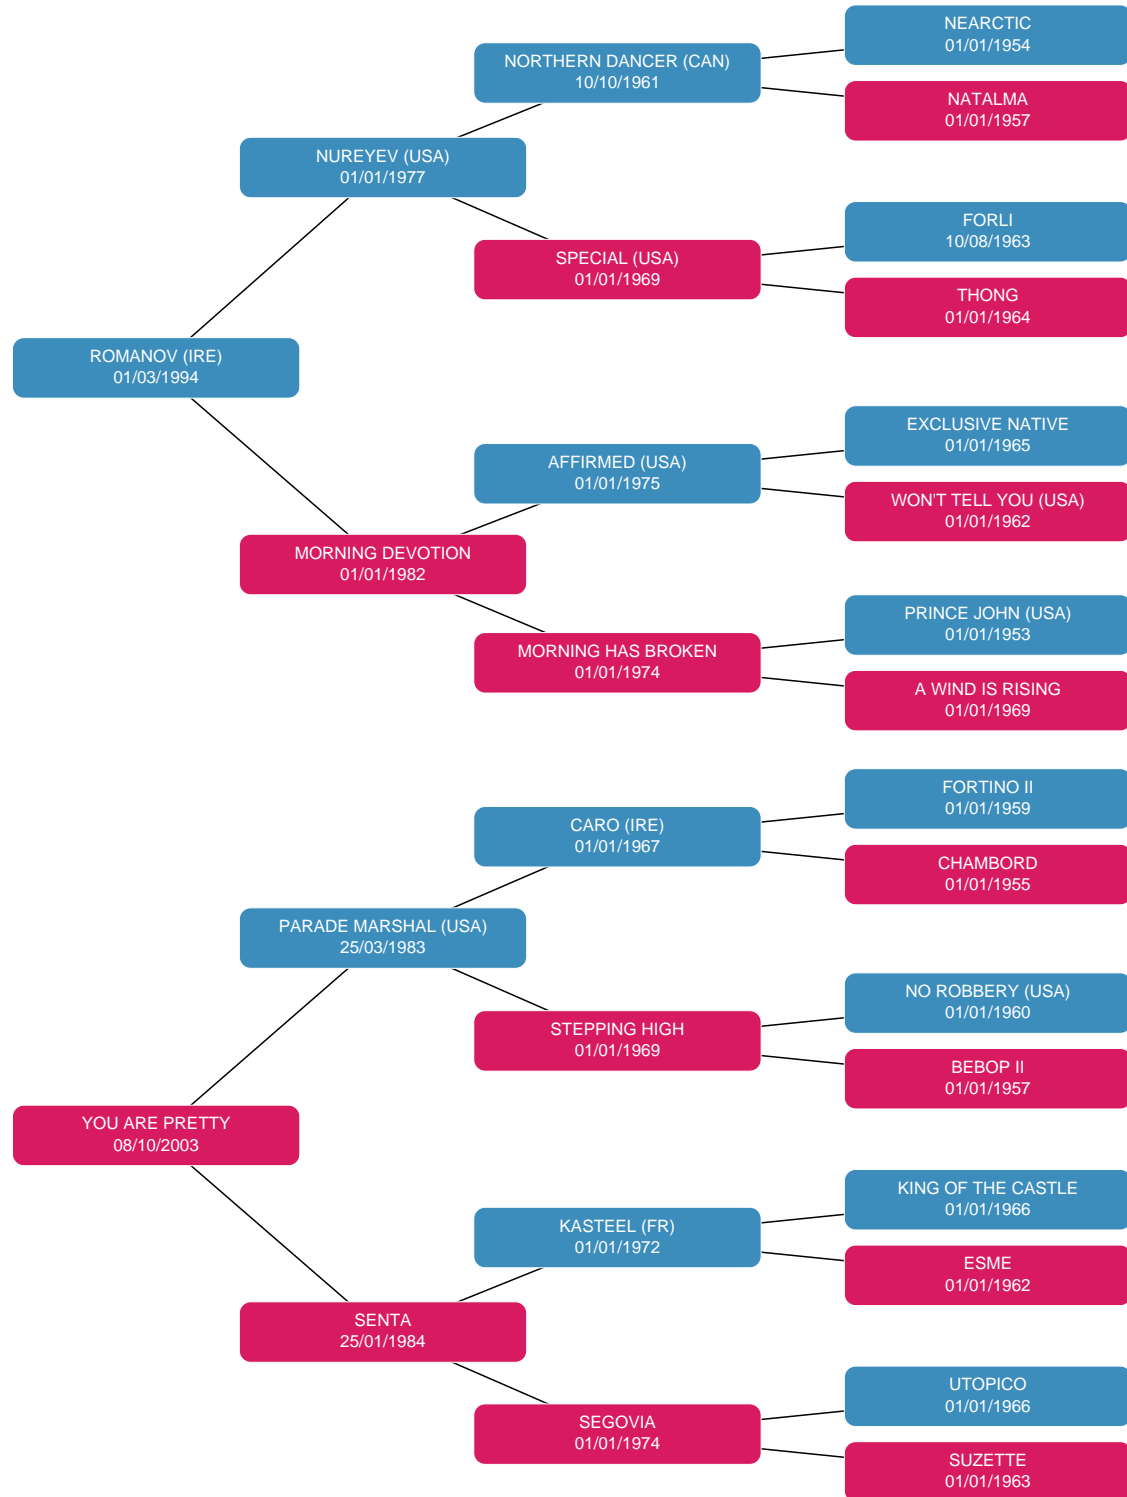 NEARCTIC
01/01/1954
NORTHERN DANCER (CAN)
10/10/1961
NATALMA
01/01/1957
NUREYEV (USA)
01/01/1977
FORLI
10/08/1963
SPECIAL (USA)
01/01/1969
THONG
01/01/1964
ROMANOV (IRE)
01/03/1994
EXCLUSIVE NATIVE
01/01/1965
AFFIRMED (USA)
01/01/1975
WON'T TELL YOU (USA)
01/01/1962
MORNING DEVOTION
01/01/1982
PRINCE JOHN (USA)
01/01/1953
MORNING HAS BROKEN
01/01/1974
A WIND IS RISING
01/01/1969
FORTINO II
01/01/1959
CARO (IRE)
01/01/1967
CHAMBORD
01/01/1955
PARADE MARSHAL (USA)
25/03/1983
NO ROBBERY (USA)
01/01/1960
STEPPING HIGH
01/01/1969
BEBOP II
01/01/1957
YOU ARE PRETTY
08/10/2003
KING OF THE CASTLE
01/01/1966
KASTEEL (FR)
01/01/1972
ESME
01/01/1962
SENTA
25/01/1984
UTOPICO
01/01/1966
SEGOVIA
01/01/1974
SUZETTE
01/01/1963